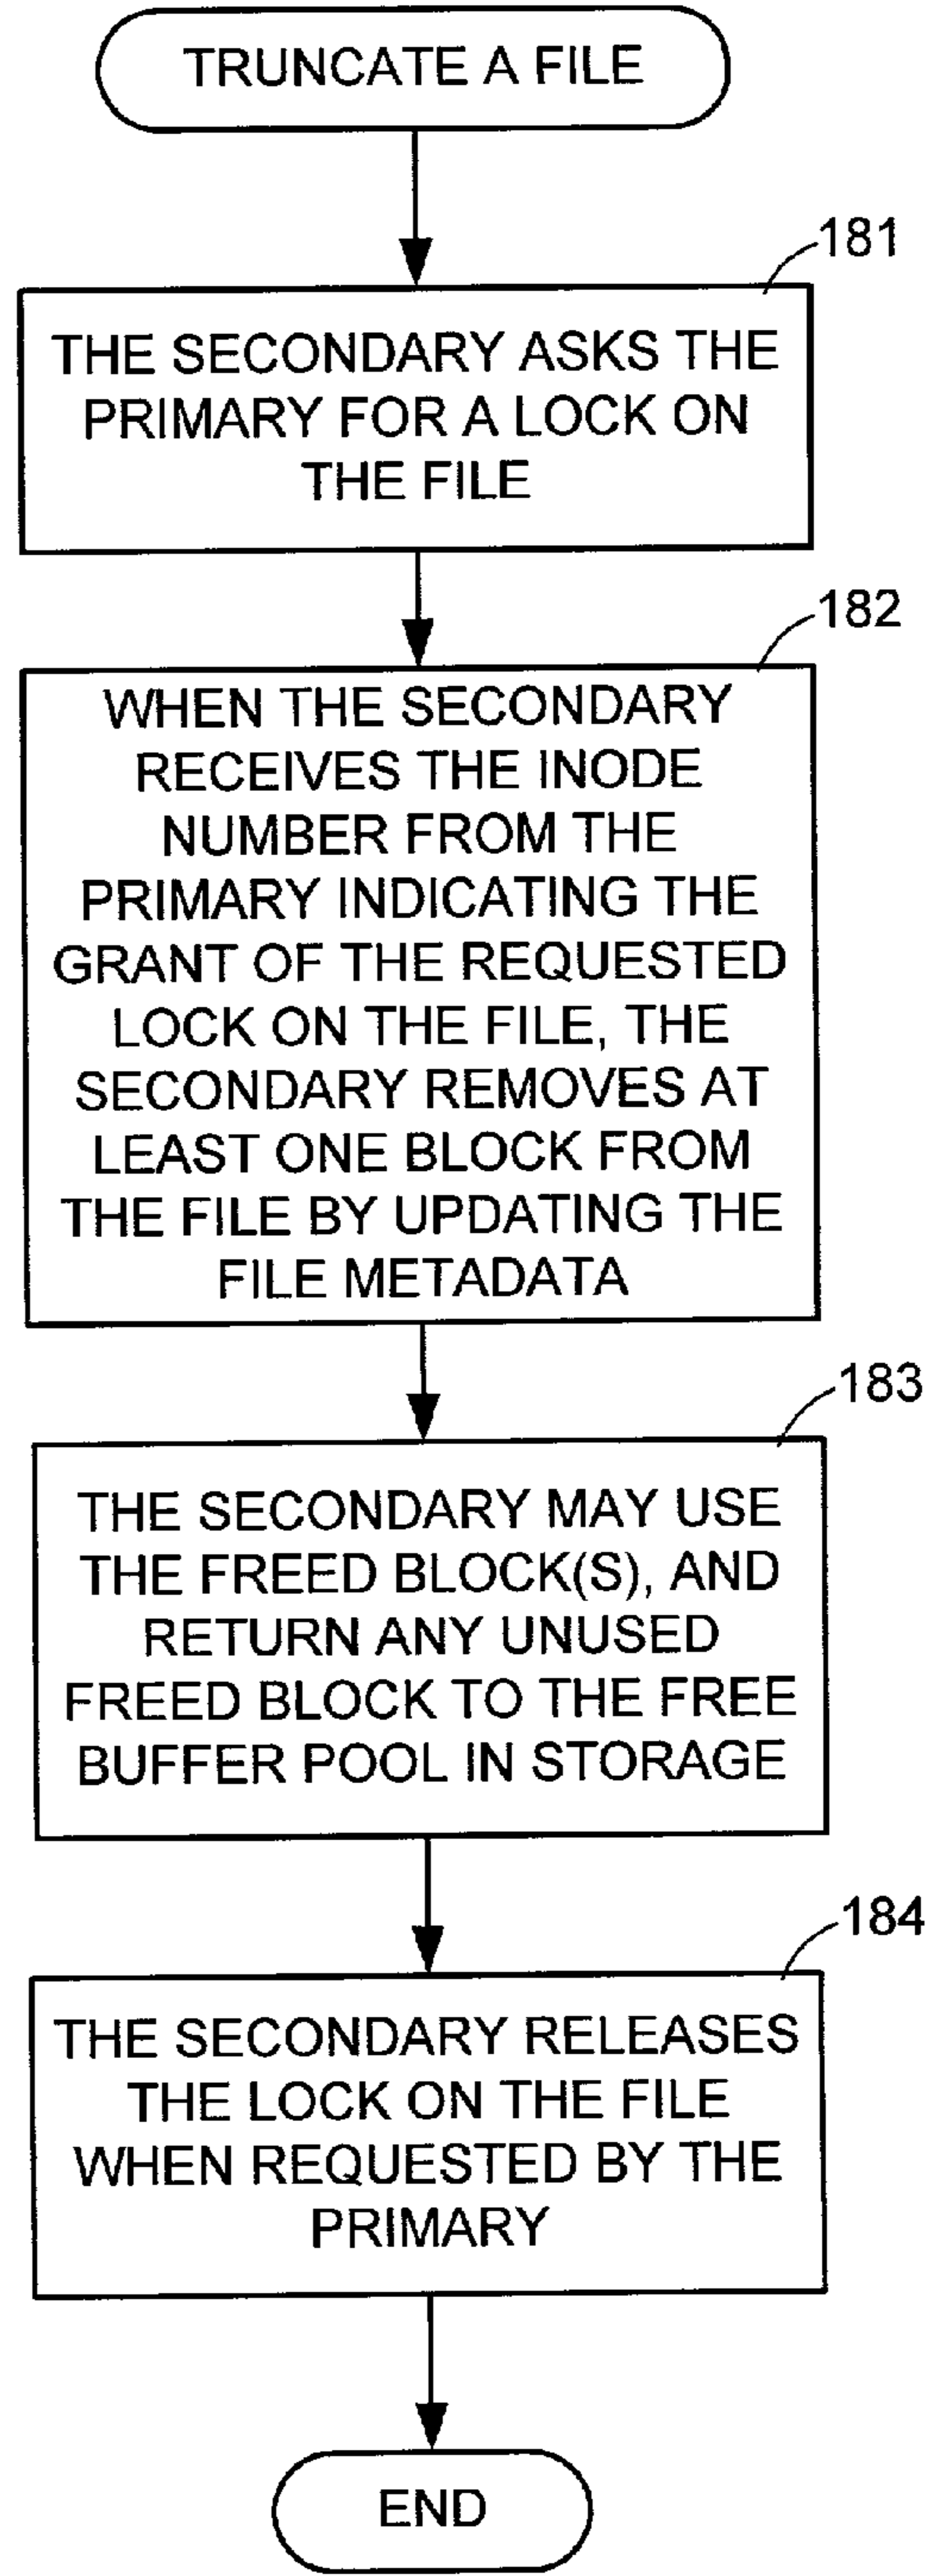 TRUNCATE A FILE
181
THE SECONDARY ASKS THE
PRIMARY FOR A LOCK ON
THE FILE
182
WHEN THE SECONDARY
RECEIVES THE INODE
NUMBER FROM THE
PRIMARY INDICATING THE
GRANT OF THE REQUESTED
LOCK ON THE FILE, THE
SECONDARY REMOVES AT
LEAST ONE BLOCK FROM
THE FILE BY UPDATING THE
FILE METADATA
183
THE SECONDARY MAY USE
THE FREED BLOCK(S), AND
RETURN ANY UNUSED
FREED BLOCK TO THE FREE
BUFFER POOL IN STORAGE
184
THE SECONDARY RELEASES
THE LOCK ON THE FILE
WHEN REQUESTED BY THE
PRIMARY
END